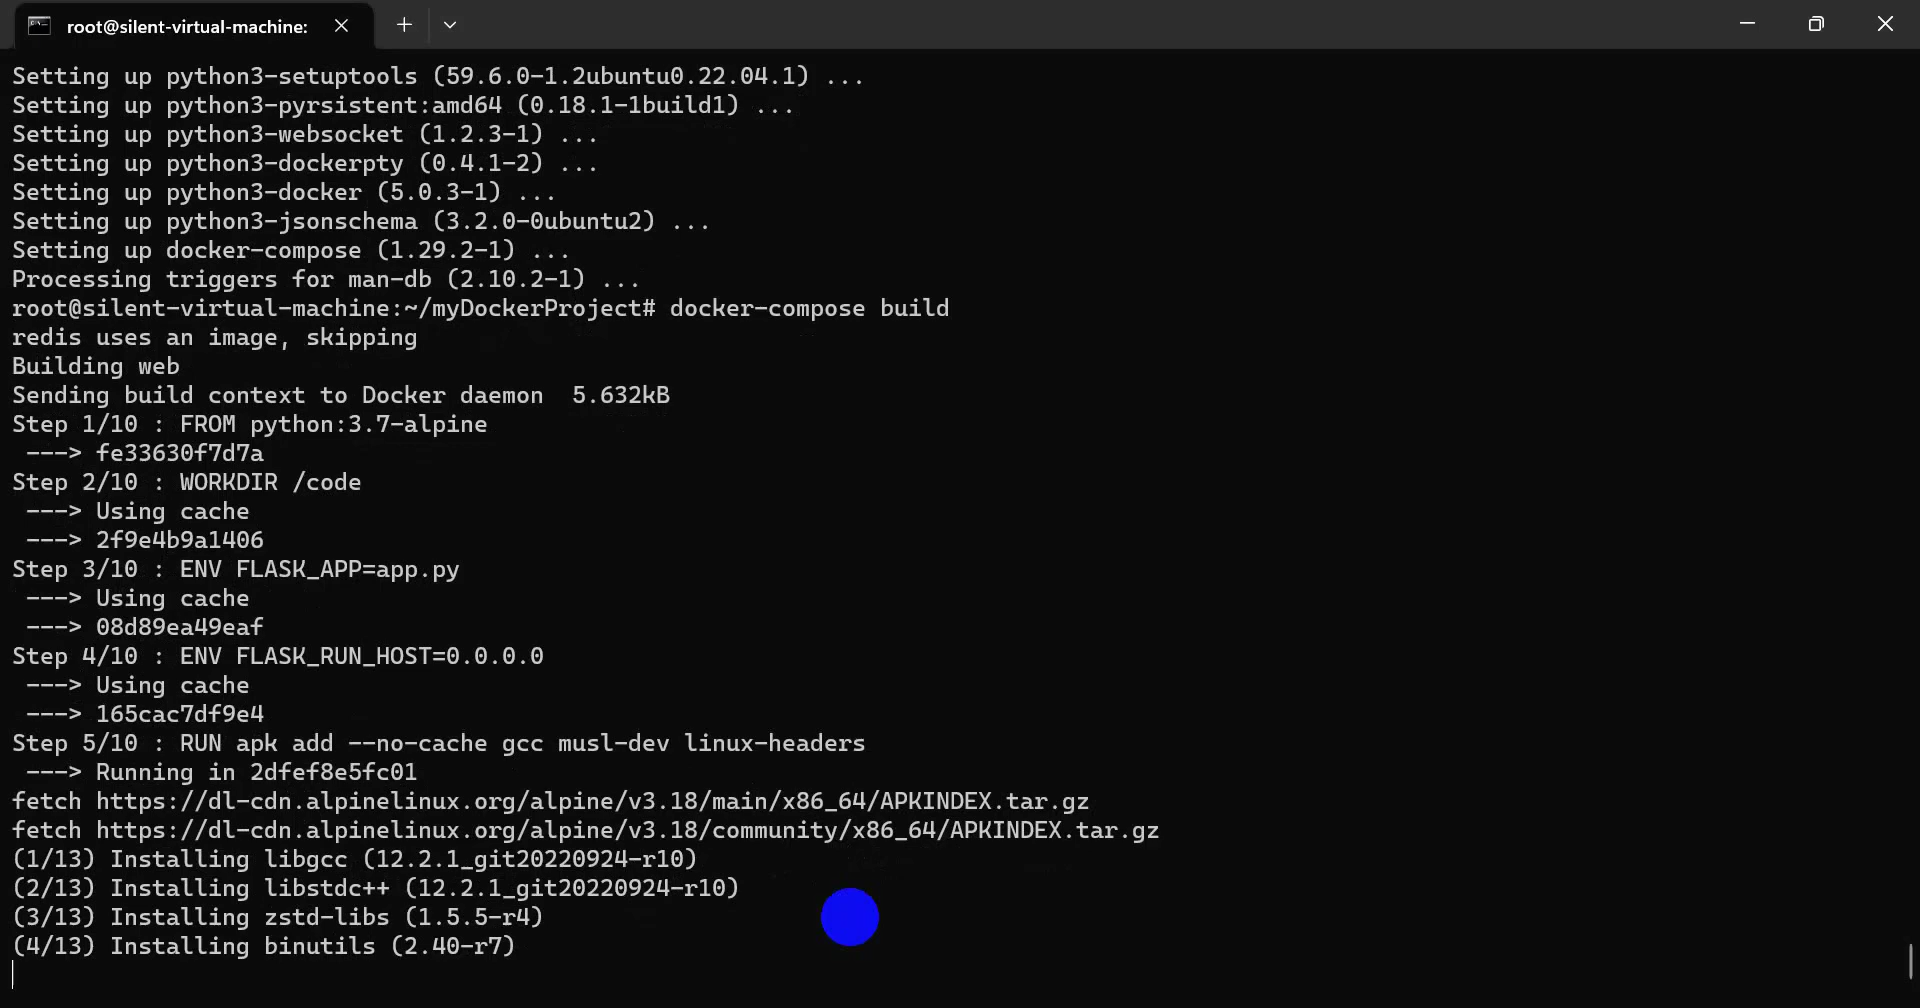 root@silent-virtual-machine:
Setting up python3-setuptools (59.6.0-1.2ubuntu0.22.04.1) ...
Setting up python3-pyrsistent:amd64 (0.18.1-1build1) ...
Setting up python3-websocket (1.2.3-1) ...
Setting up python3-dockerpty (0.4.1-2) ...
Setting up python3-docker (5.0.3-1) ...
Setting up python3-jsonschema (3.2.0-0ubuntu2) ...
Setting up docker-compose (1.29.2-1) ...
Processing triggers for man-db (2.10.2-1) ...
root@silent-virtual-machine:~/myDockerProject# docker-compose build
redis uses an image, skipping
Building web
Sending build context to Docker daemon  5.632kB
Step 1/10 : FROM python:3.7-alpine
 ---> fe33630f7d7a
Step 2/10 : WORKDIR /code
 ---> Using cache
 ---> 2f9e4b9a1406
Step 3/10 : ENV FLASK_APP=app.py
 ---> Using cache
 ---> 08d89ea49eaf
Step 4/10 : ENV FLASK_RUN_HOST=0.0.0.0
 ---> Using cache
 ---> 165cac7df9e4
Step 5/10 : RUN apk add --no-cache gcc musl-dev linux-headers
 ---> Running in 2dfef8e5fc01
fetch https://dl-cdn.alpinelinux.org/alpine/v3.18/main/x86_64/APKINDEX.tar.gz
fetch https://dl-cdn.alpinelinux.org/alpine/v3.18/community/x86_64/APKINDEX.tar.gz
(1/13) Installing libgcc (12.2.1_git20220924-r10)
(2/13) Installing libstdc++ (12.2.1_git20220924-r10)
(3/13) Installing zstd-libs (1.5.5-r4)
(4/13) Installing binutils (2.40-r7)